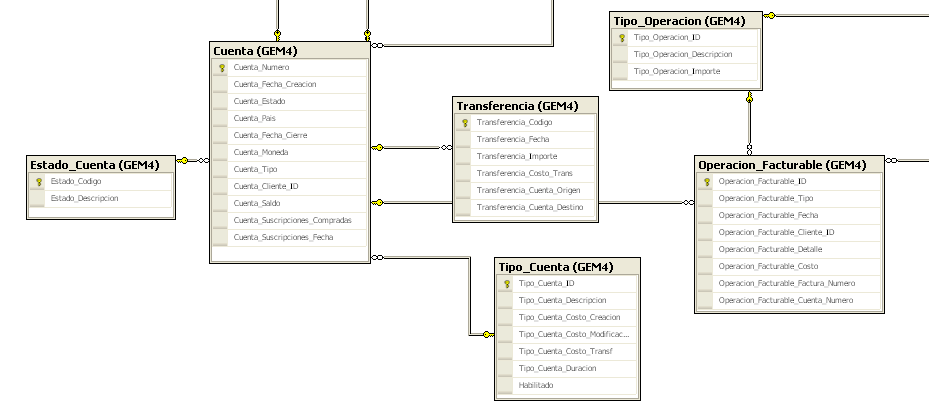 Cuenta (GEM4)
Cuenta_Numero
Cuenta_Fecha_Creacion
Cuenta_Estado
Cuenta_Pais
Cuenta_Fecha_Cierre
Cuenta_Moneda
Cuenta_Tipo
Cuenta_Cliente_ID
Cuenta_Saldo
Cuenta_Suscripciones_Compradas
Cuenta_Suscripciones_Fecha
Estado_Cuenta (GEM4)
Estado_Codigo
Estado_Descripcion
Transferencia (GEM4)
Transferencia_Codigo
Transferencia_Fecha
Transferencia_Importe
Transferencia_Costo_Trans
Transferencia_Cuenta_Origen
Transferencia_Cuenta_Destino
Tipo_Cuenta (GEM4)
Tipo_Cuenta_ID
Tipo_Cuenta_Descripcion
Tipo_Cuenta_Costo_Creacion
Tipo_Cuenta_Costo_Modificac...
Tipo_Cuenta_Costo_Transf
Tipo_Cuenta_Duracion
Habilitado
Tipo_Operacion (GEM4)
Tipo_Operacion_ID
Tipo_Operacion_Descripcion
Tipo_Operacion_Importe
Operacion_Facturable (GEM4)
Operacion_Facturable_ID
Operacion_Facturable_Tipo
Operacion_Facturable_Fecha
Operacion_Facturable_Cliente_ID
Operacion_Facturable_Detalle
Operacion_Facturable_Costo
Operacion_Facturable_Factura_Numero
Operacion_Facturable_Cuenta_Numero